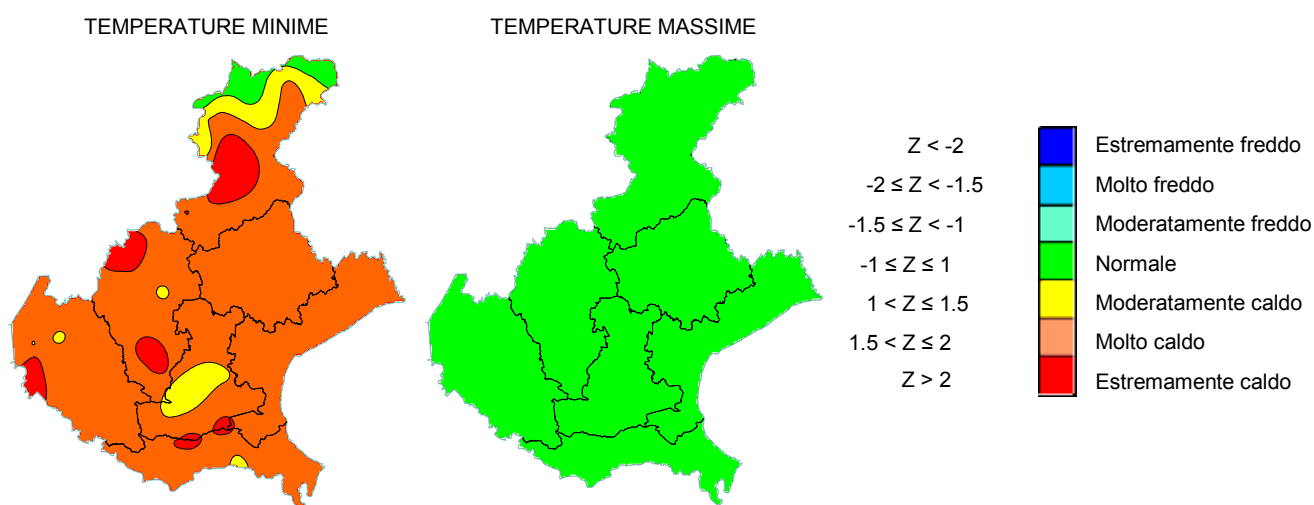 TEMPERATURE MINIME
TEMPERATURE MASSIME
Z < -2
Estremamente freddo
-2 ≤ Z < -1.5
Molto freddo
-1.5 ≤ Z < -1
Moderatamente freddo
-1 ≤ Z ≤ 1
Normale
1 < Z ≤ 1.5
Moderatamente caldo
1.5 < Z ≤ 2
Molto caldo
Z > 2
Estremamente caldo